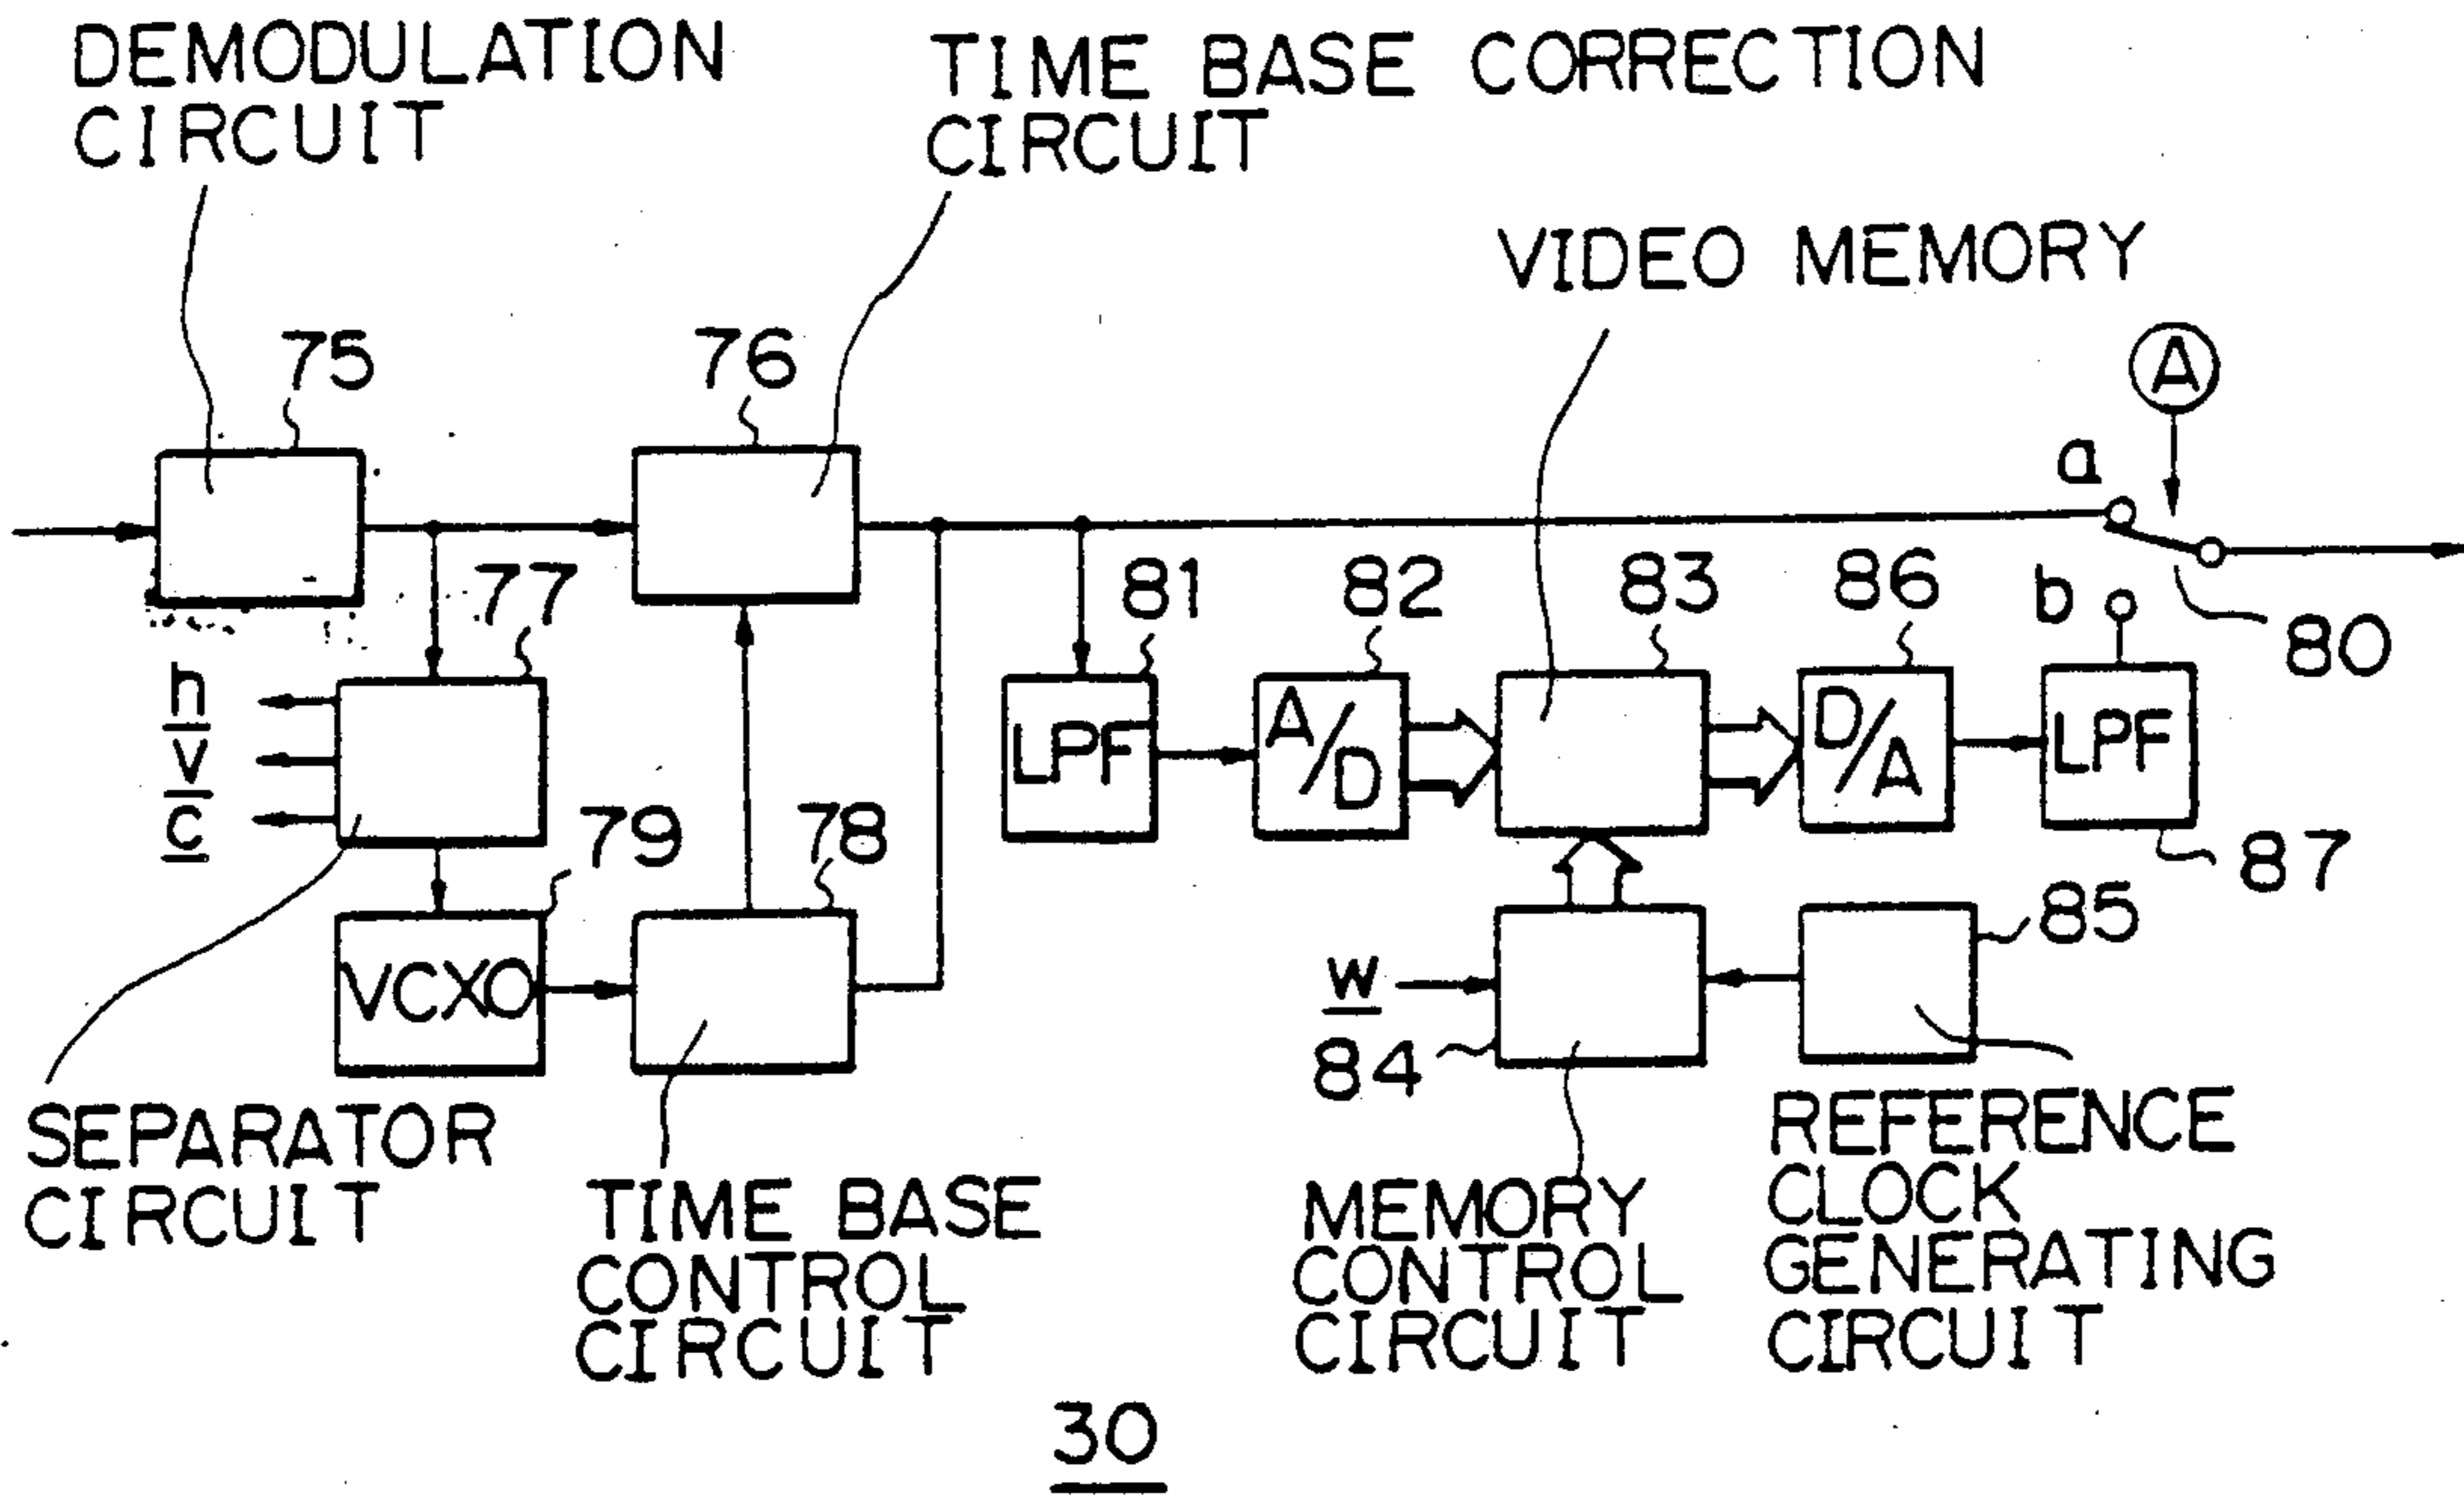 DEMODULATION
CIRCUIT
TIME BASE CORRECTION
CIRCUIT
VIDEO MEMORY
75
76
A
a
77
81
82
83
86
b
80
h
v
c
LPF
A/D
D/A
LPF
79
78
87
85
VCXO
w
84
SEPARATOR
CIRCUIT
TIME BASE
CONTROL
CIRCUIT
MEMORY
CONTROL
CIRCUIT
REFERENCE
CLOCK
GENERATING
CIRCUIT
30